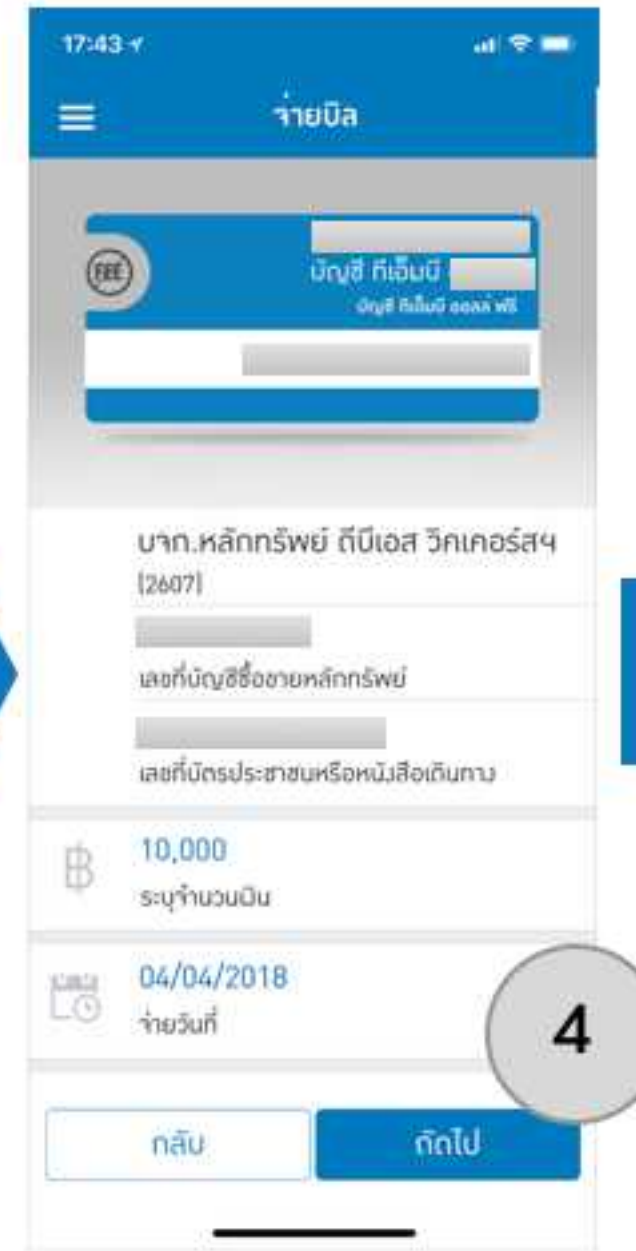 17:43
จ่ายบิล
บัญชี ทีเอ็มบี
FREE
บัญชี ทีเอ็มบี ออลล์ ฟรี
บจก.หลักทรัพย์ ดีบีเอส วิคเคอร์สฯ
(2607)
เลขที่บัญชีซื้อขายหลักทรัพย์
เลขที่บัตรประชาชนหรือหนังสือเดินทาง
10,000
ระบุจำนวนเงิน
04/04/2018
จ่ายวันที่
4
กลับ
ถัดไป